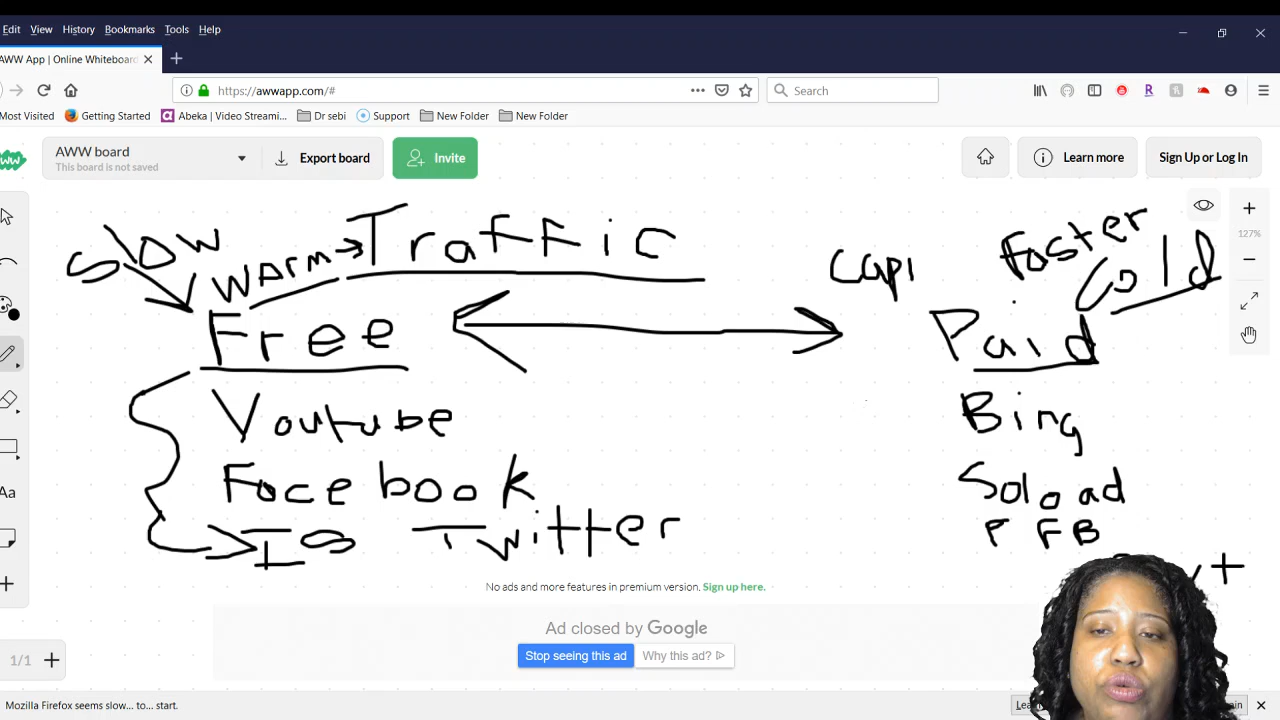 Edit View History Bookmarks Tools Help
AWW App | Online Whiteboard
https://awwapp.com/#
Search
Most Visited Getting Started Abeka | Video Streami... Dr sebi Support New Folder New Folder
AWW board
This board is not saved
Export board
Invite
Learn more
Sign Up or Log In
127%
Slow
Warm
Traffic
Capi
Faster
Cold
Free
Paid
Youtube
Bing
Facebook
Solo ad
IG Twitter
P FB
Aa
No ads and more features in premium version. Sign up here.
Ad closed by Google
Stop seeing this ad
Why this ad?
1/1
Mozilla Firefox seems slow... to... start.